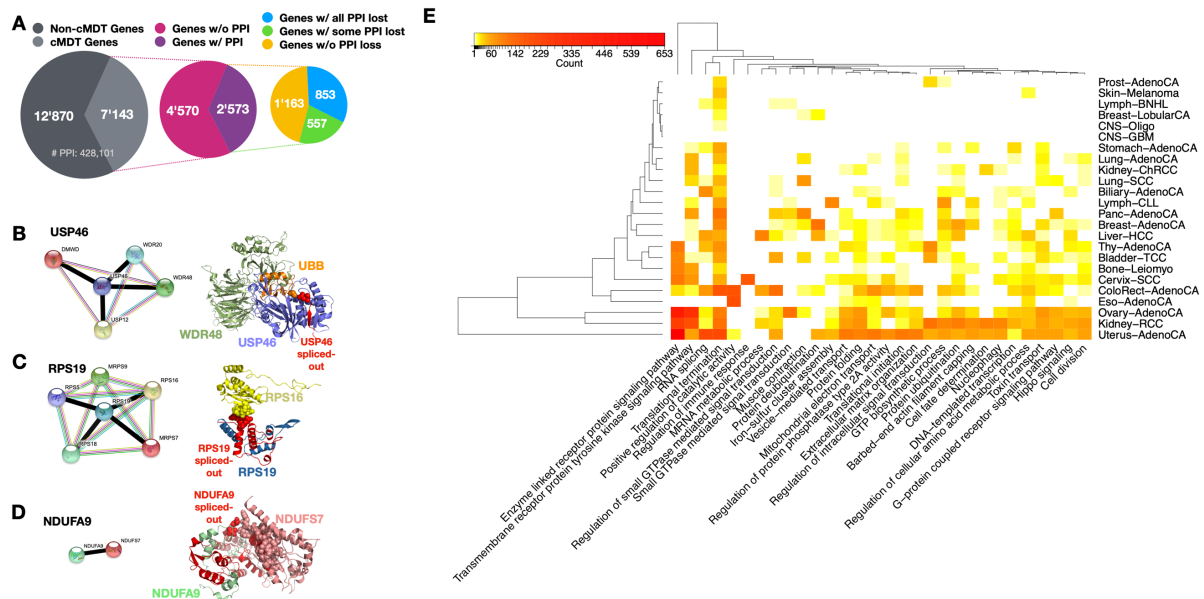 A
Non-cMDT Genes
cMDT Genes
Genes w/o PPI
Genes w/ PPI
Genes w/ all PPI lost
Genes w/ some PPI lost
Genes w/o PPI loss
12'870
7'143
# PPI: 428,101
4'570
2'573
1'163
853
557
B
USP46
DMWD
WDR20
USP46
WDR48
USP12
UBB
WDR48
USP46
USP46
spliced-
out
C
RPS19
MRPS9
RPS5
RPS16
RPS19
RPS18
MRPS7
RPS16
RPS19
spliced-
out
RPS19
D
NDUFA9
NDUFA9
NDUFS7
NDUFA9
spliced-
out
NDUFS7
NDUFA9
E
1 60 142 229 336 446 539 653
Count
Prost−AdenoCA
Skin−Melanoma
Lymph−BNHL
Breast−LobularCA
CNS−Oligo
CNS−GBM
Stomach−AdenoCA
Lung−AdenoCA
Kidney−ChRCC
Lung−SCC
Biliary−AdenoCA
Lymph−CLL
Panc−AdenoCA
Breast−AdenoCA
Liver−HCC
Thy−AdenoCA
Bladder−TCC
Bone−Leiomyo
Cervix−SCC
ColoRect−AdenoCA
Eso−AdenoCA
Ovary−AdenoCA
Kidney−RCC
Uterus−AdenoCA
Enzyme linked receptor protein signaling pathway
Transmembrane receptor protein tyrosine kinase signaling pathway
RNA splicing
Translational termination
Positive regulation of catalytic activity
Regulation of immune response
MRNA metabolic process
Regulation of small GTPase mediated signal transduction
Small GTPase mediated signal transduction
Muscle contraction
Protein deubiquitination
Iron−sulfur cluster assembly
Vesicle−mediated transport
Protein folding
Mitochondrial electron transport
Regulation of protein phosphatase type 2A activity
Translational initiation
Extracellular matrix organization
Regulation of intracellular signal transduction
GTP biosynthetic process
Protein ubiquitination
Barbed−end actin filament capping
Cell fate determination
Nucleophagy
DNA−templated transcription
Regulation of cellular amino acid metabolic process
Ion transport
G−protein coupled receptor signaling pathway
Hippo signaling
Cell division